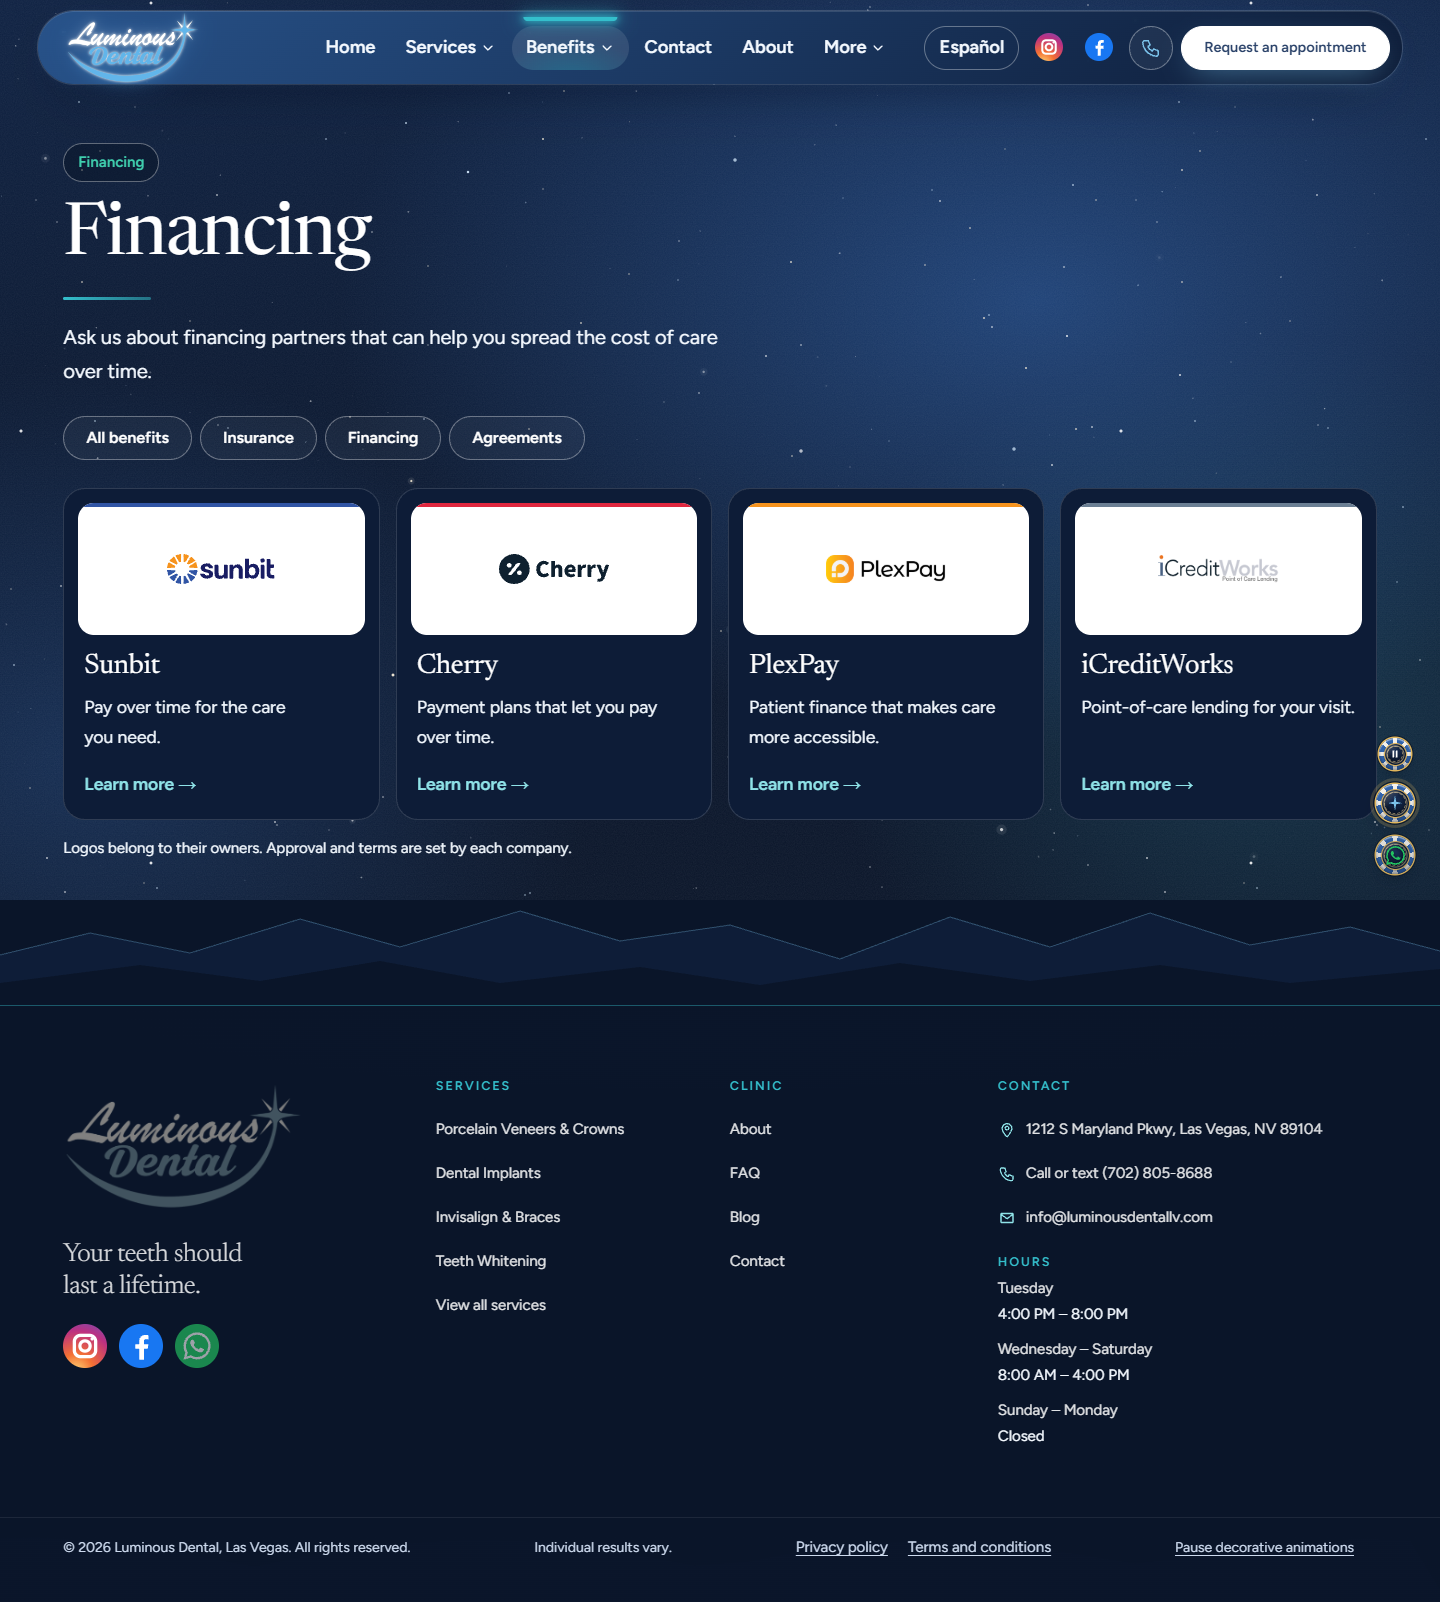 Luminous
Dental
Home
Services
Benefits
Contact
About
More
Español
Request an appointment
Financing
Financing
Ask us about financing partners that can help you spread the cost of care
over time.
All benefits
Insurance
Financing
Agreements
sunbit
Sunbit
Pay over time for the care
you need.
Learn more →
Cherry
Cherry
Payment plans that let you pay
over time.
Learn more →
PlexPay
PlexPay
Patient finance that makes care
more accessible.
Learn more →
iCreditWorks
Point of Care Lending
iCreditWorks
Point-of-care lending for your visit.
Learn more →
Logos belong to their owners. Approval and terms are set by each company.
Luminous
Dental
Your teeth should
last a lifetime.
SERVICES
Porcelain Veneers & Crowns
Dental Implants
Invisalign & Braces
Teeth Whitening
View all services
CLINIC
About
FAQ
Blog
Contact
CONTACT
1212 S Maryland Pkwy, Las Vegas, NV 89104
Call or text (702) 805-8688
info@luminousdentallv.com
HOURS
Tuesday
4:00 PM – 8:00 PM
Wednesday – Saturday
8:00 AM – 4:00 PM
Sunday – Monday
Closed
© 2026 Luminous Dental, Las Vegas. All rights reserved.
Individual results vary.
Privacy policy
Terms and conditions
Pause decorative animations